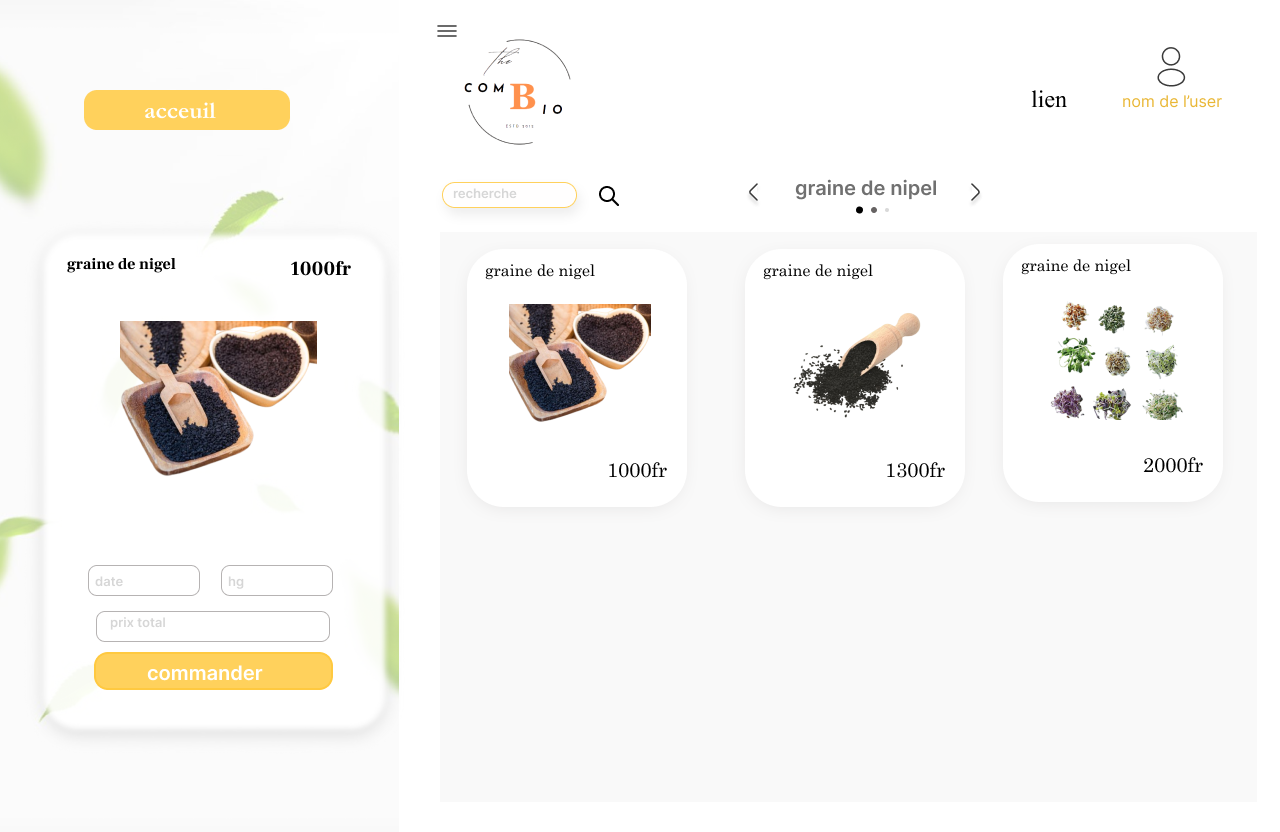 acceuil
graine de nigel
1000fr
date
hg
prix total
commander
the
COM B IO
ESTD 2012
lien
nom de l'user
recherche
graine de nipel
graine de nigel
1000fr
graine de nigel
1300fr
graine de nigel
2000fr